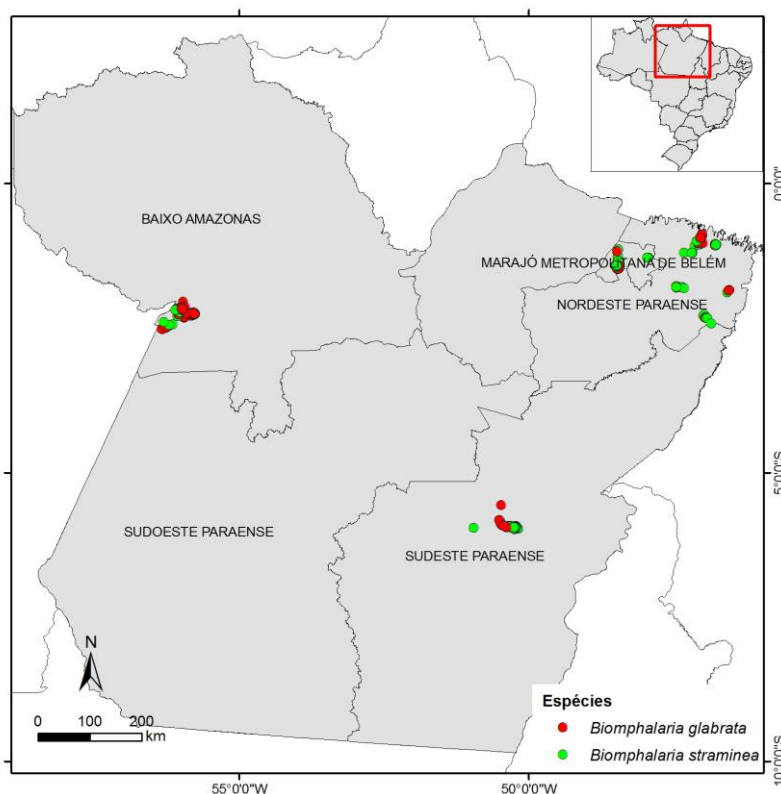 0°0'0"
BAIXO AMAZONAS
MARAJÓ METROPOLITANA DE BELÉM
NORDESTE PARAENSE
5°0'0"S
SUDOESTE PARAENSE
SUDESTE PARAENSE
N
0 100 200
km
Espécies
Biomphalaria glabrata
Biomphalaria straminea
10°0'0"S
55°0'0"W
50°0'0"W